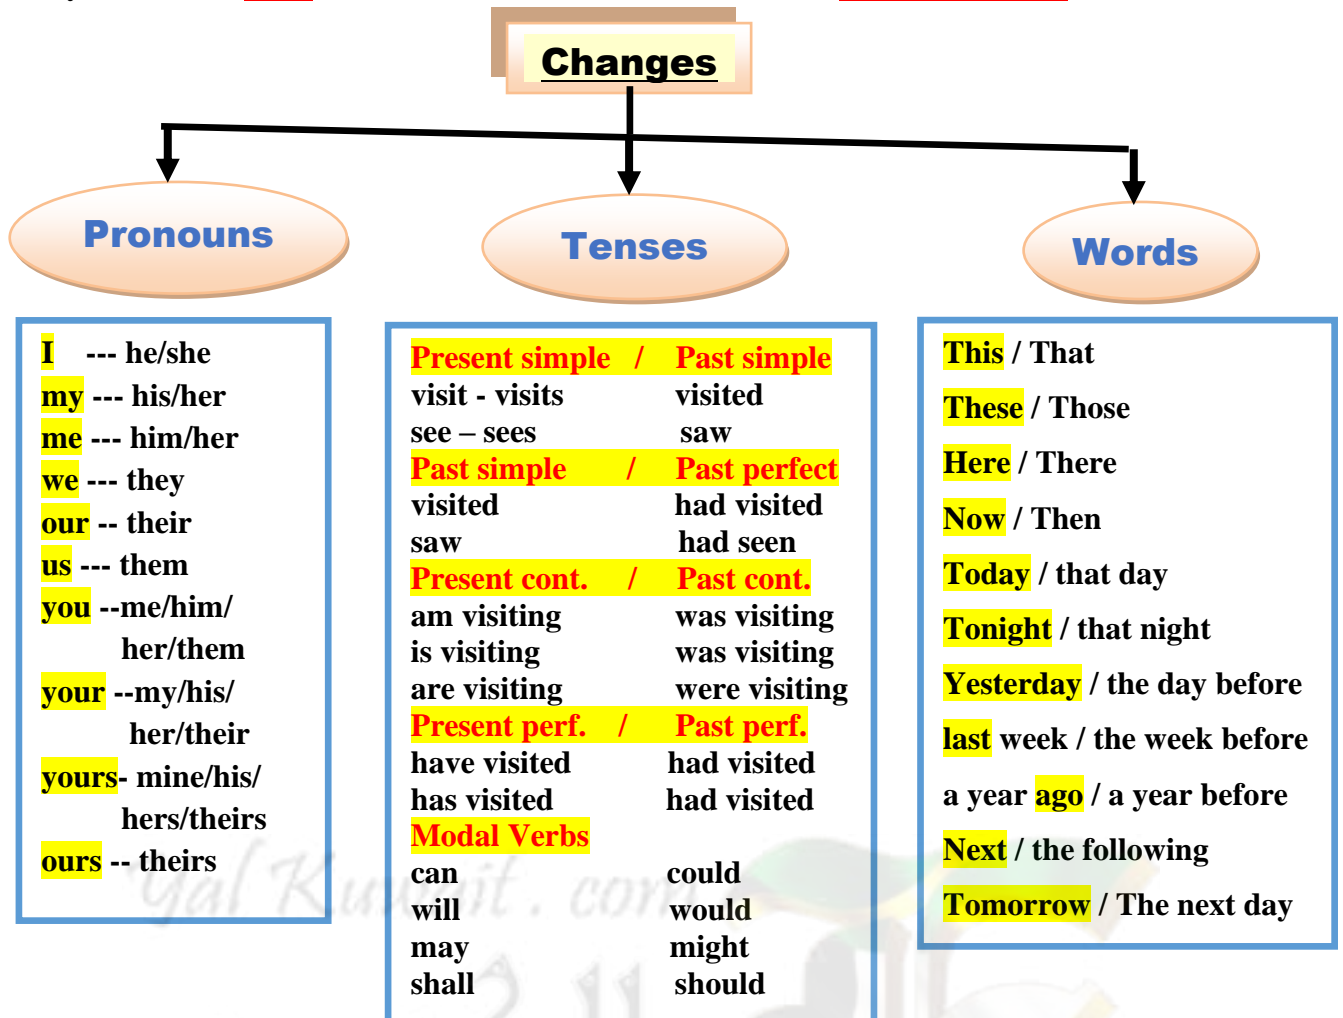 Changes
Pronouns
Tenses
Words
I --- he/she
my --- his/her
me --- him/her
we --- they
our -- their
us --- them
you --me/him/
her/them
your --my/his/
her/their
yours- mine/his/
hers/theirs
ours -- theirs
Present simple / Past simple
visit - visits visited
see – sees saw
Past simple / Past perfect
visited had visited
saw had seen
Present cont. / Past cont.
am visiting was visiting
is visiting was visiting
are visiting were visiting
Present perf. / Past perf.
have visited had visited
has visited had visited
Modal Verbs
can could
will would
may might
shall should
This / That
These / Those
Here / There
Now / Then
Today / that day
Tonight / that night
Yesterday / the day before
last week / the week before
a year ago / a year before
Next / the following
Tomorrow / The next day
Kuwait . com